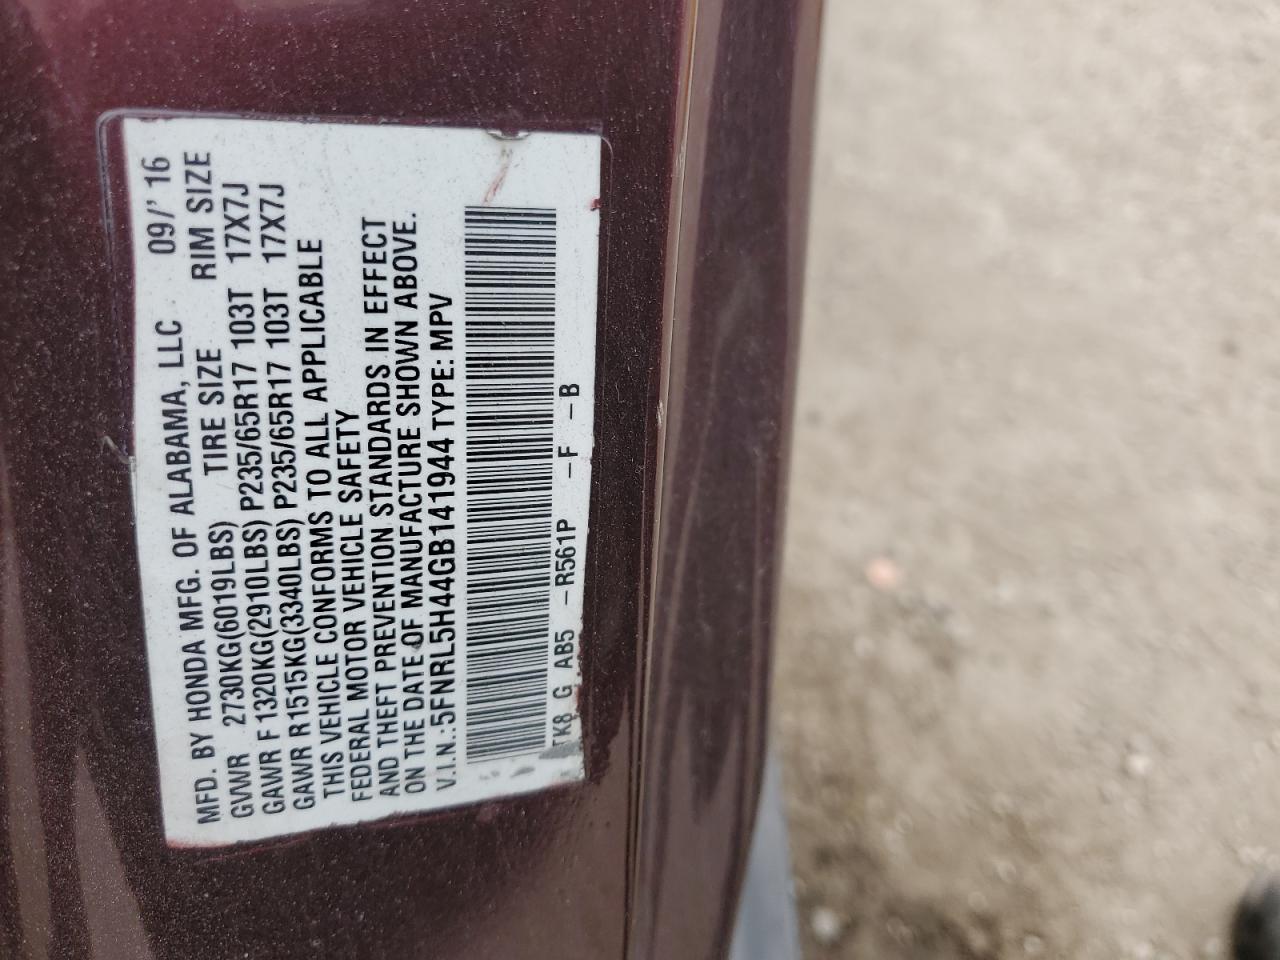 MFD. BY HONDA MFG. OF ALABAMA, LLC 09/'16
GVWR 2730KG(6019LBS) TIRE SIZE RIM SIZE
GAWR F 1320KG(2910LBS) P235/65R17 103T 17X7J
GAWR R1515KG(3340LBS) P235/65R17 103T 17X7J
THIS VEHICLE CONFORMS TO ALL APPLICABLE
FEDERAL MOTOR VEHICLE SAFETY
AND THEFT PREVENTION STANDARDS IN EFFECT
ON THE DATE OF MANUFACTURE SHOWN ABOVE.
V.I.N.:5FNRL5H44GB141944 TYPE: MPV
TK8 G AB5 -R561P -F -B